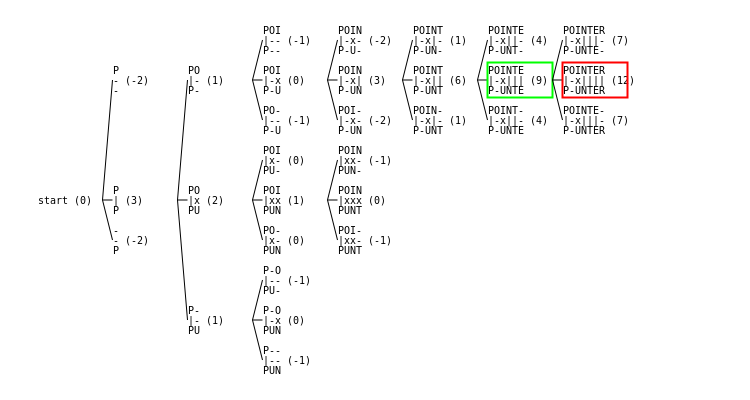 POI POIN POINT POINTE POINTER
|-- (-1) |-x- (-2) |-x|- (1) |-x||- (4) |-x|||- (7)
P-- P-U- P-UN- P-UNT- P-UNTE-
P PO POI POIN POINT POINTE POINTER
- (-2) |- (1) |-x (0) |-x| (3) |-x|| (6) |-x||| (9) |-x|||| (12)
- P- P-U P-UN P-UNT P-UNTE P-UNTER
PO- POI- POIN- POINT- POINTE-
|-- (-1) |-x- (-2) |-x|- (1) |-x||- (4) |-x|||- (7)
P-U P-UN P-UNT P-UNTE P-UNTER
POI POIN
|x- (0) |xx- (-1)
PU- PUN-
P PO POI POIN
start (0) | (3) |x (2) |xx (1) |xxx (0)
P PU PUN PUNT
- PO- POI-
- (-2) |x- (0) |xx- (-1)
P PUN PUNT
P-O
|-- (-1)
PU-
P- P-O
|- (1) |-x (0)
PU PUN
P--
|-- (-1)
PUN